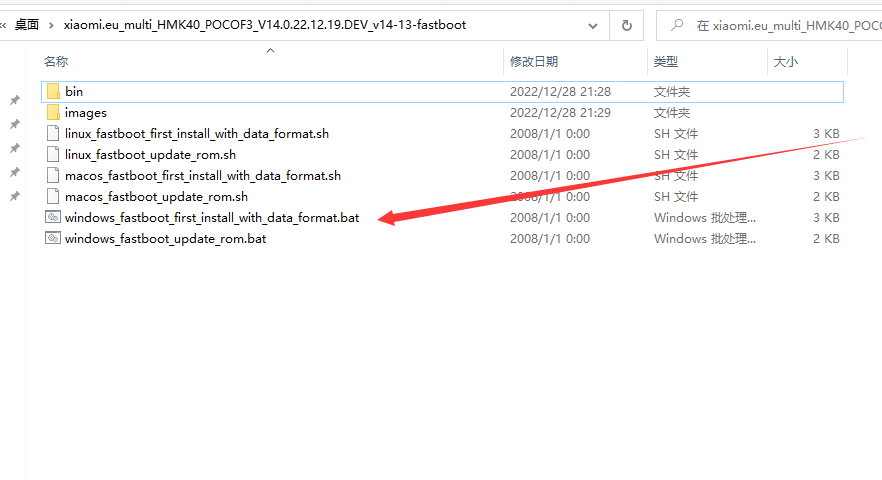 « 桌面 › xiaomi.eu_multi_HMK40_POCOF3_V14.0.22.12.19.DEV_v14-13-fastboot
在 xiaomi.eu_multi_HMK40_POCO
名称 修改日期 类型 大小
bin 2022/12/28 21:28 文件夹
images 2022/12/28 21:29 文件夹
linux_fastboot_first_install_with_data_format.sh 2008/1/1 0:00 SH 文件 3 KB
linux_fastboot_update_rom.sh 2008/1/1 0:00 SH 文件 2 KB
macos_fastboot_first_install_with_data_format.sh 2008/1/1 0:00 SH 文件 3 KB
macos_fastboot_update_rom.sh 2008/1/1 0:00 SH 文件 2 KB
windows_fastboot_first_install_with_data_format.bat 2008/1/1 0:00 Windows 批处理... 3 KB
windows_fastboot_update_rom.bat 2008/1/1 0:00 Windows 批处理... 2 KB